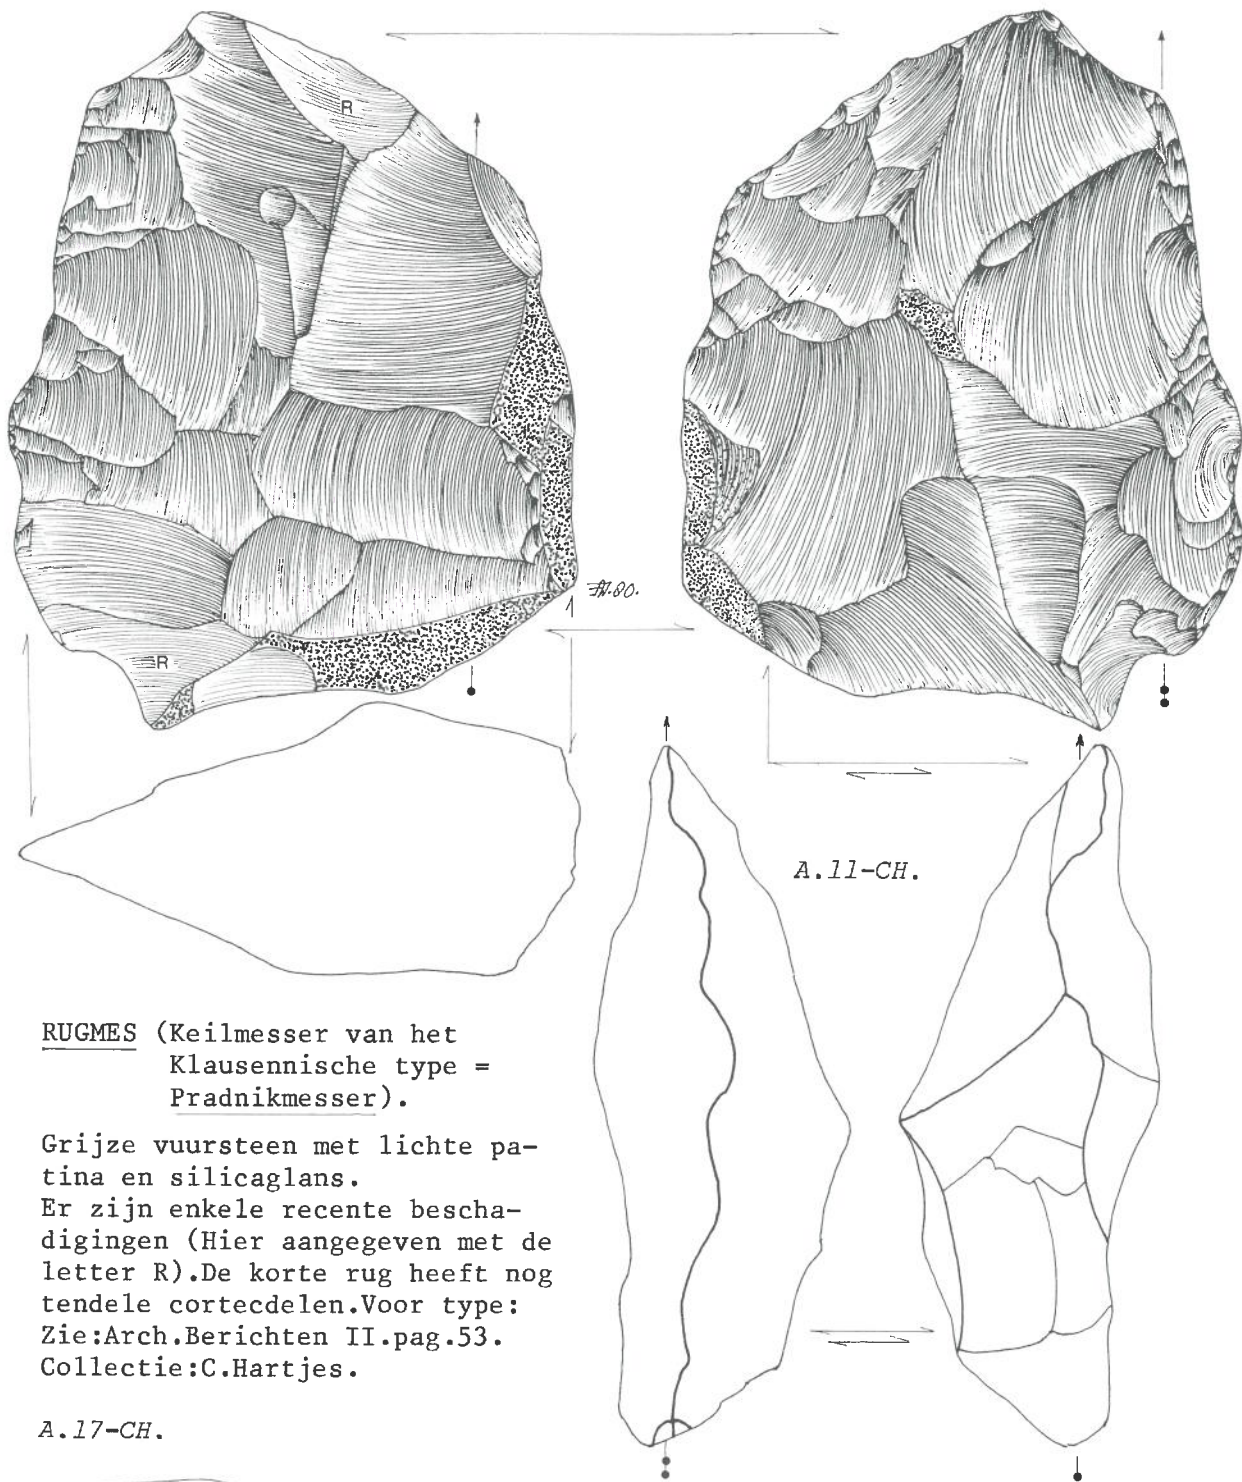 R
R
80.
A.11-CH.
RUGMES (Keilmesser van het
Klausennische type =
Pradnikmesser).
Grijze vuursteen met lichte pa-
tina en silicaglans.
Er zijn enkele recente bescha-
digingen (Hier aangegeven met de
letter R).De korte rug heeft nog
tendele cortecdelen.Voor type:
Zie:Arch.Berichten II.pag.53.
Collectie:C.Hartjes.
A.17-CH.